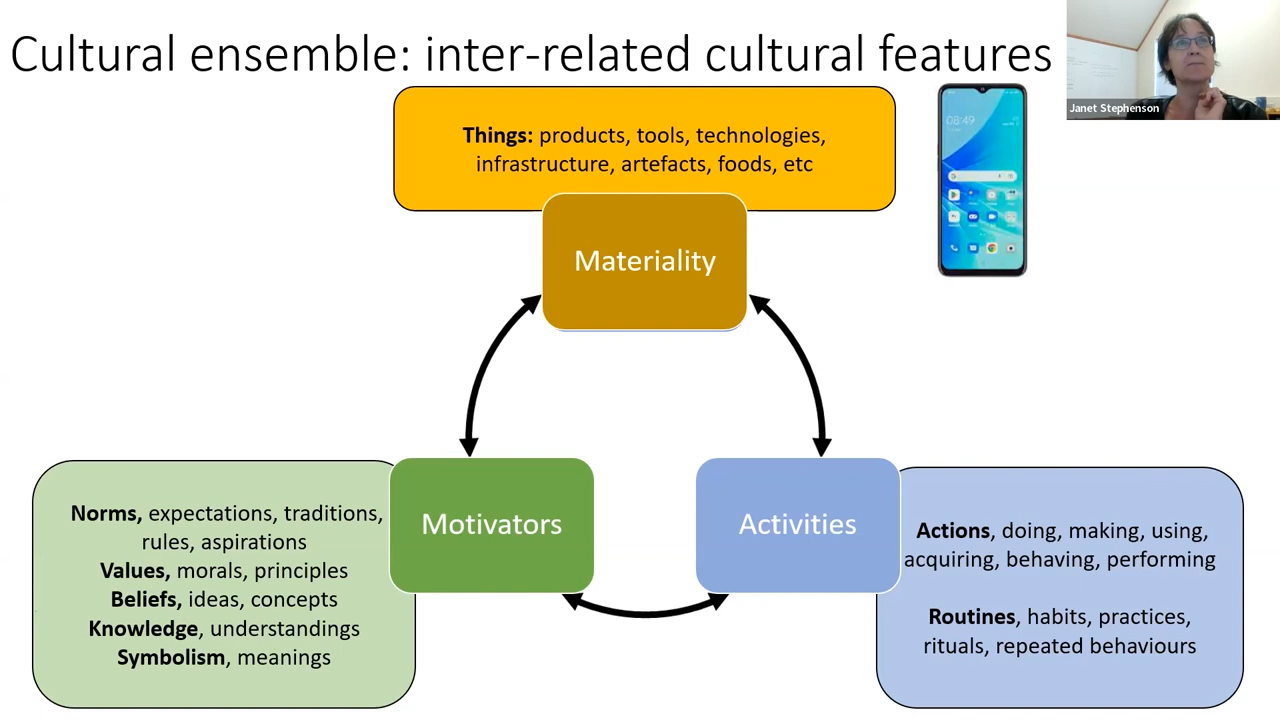 Cultural ensemble: inter-related cultural features
Janet Stephenson
Things: products, tools, technologies,
infrastructure, artefacts, foods, etc
08:49
Materiality
Motivators
Norms, expectations, traditions,
rules, aspirations
Values, morals, principles
Beliefs, ideas, concepts
Knowledge, understandings
Symbolism, meanings
Activities
Actions, doing, making, using,
acquiring, behaving, performing
Routines, habits, practices,
rituals, repeated behaviours